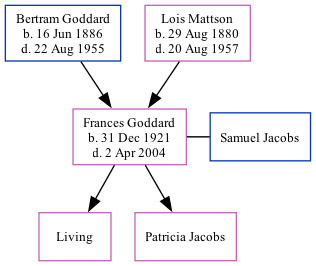 Bertram Goddard
b. 16 Jun 1886
d. 22 Aug 1955
Lois Mattson
b. 29 Aug 1880
d. 20 Aug 1957
Frances Goddard
b. 31 Dec 1921
d. 2 Apr 2004
Samuel Jacobs
Living
Patricia Jacobs